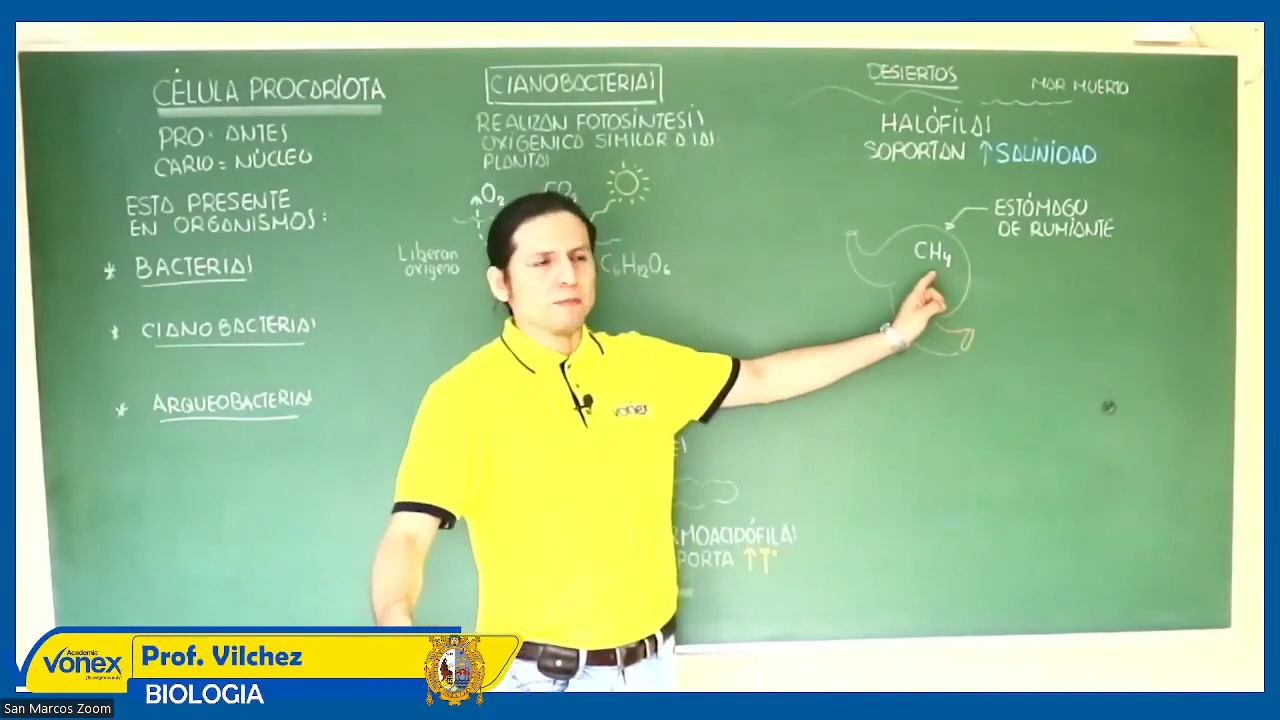 CÉLULA PROCARIOTA
PRO = ANTES
CARIO = NÚCLEO
ESTA PRESENTE
EN ORGANISMOS:
* BACTERIAS
* CIANOBACTERIAS
* ARQUEOBACTERIAS
CIANOBACTERIAS
REALIZAN FOTOSÍNTESIS
OXIGÉNICA SIMILAR A LAS
PLANTAS
O₂
Liberan
oxígeno
C₆H₁₂O₆
RMOACIDÓFILAS
PORTA ↑T°
DESIERTOS
MAR MUERTO
HALÓFILAS
SOPORTAN ↑SALINIDAD
ESTÓMAGO
DE RUMIANTE
CH₄
vonex
Academia
vonex
Prof. Vilchez
BIOLOGIA
San Marcos Zoom